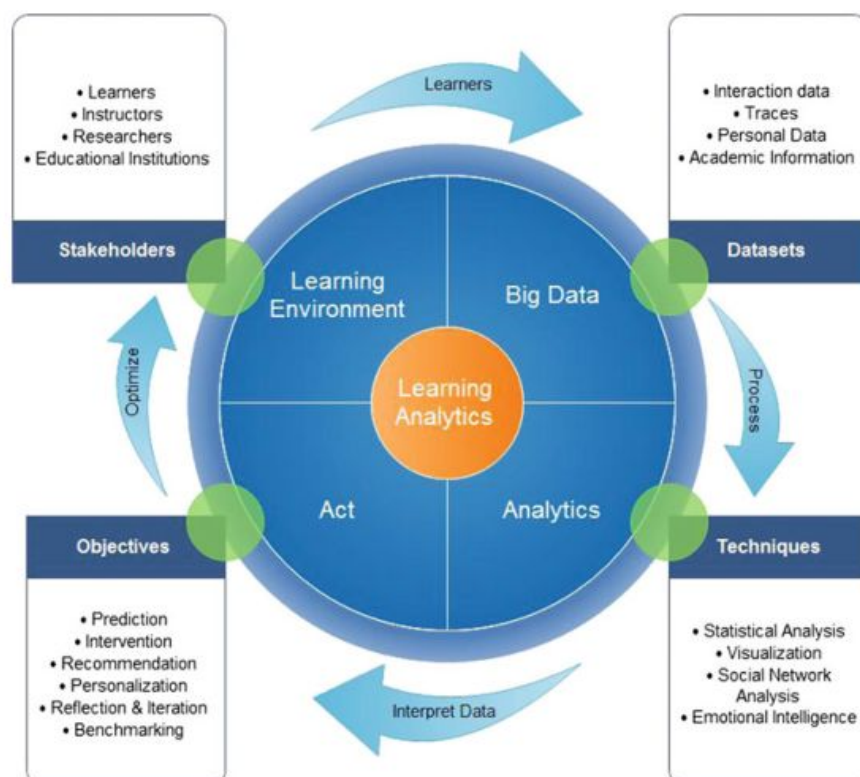 • Learners
• Instructors
• Researchers
• Educational Institutions
Stakeholders
Learners
• Interaction data
• Traces
• Personal Data
• Academic Information
Datasets
Learning
Environment
Big Data
Learning
Analytics
Optimize
Process
Act
Analytics
Objectives
• Prediction
• Intervention
• Recommendation
• Personalization
• Reflection & Iteration
• Benchmarking
Interpret Data
Techniques
• Statistical Analysis
• Visualization
• Social Network
Analysis
• Emotional Intelligence